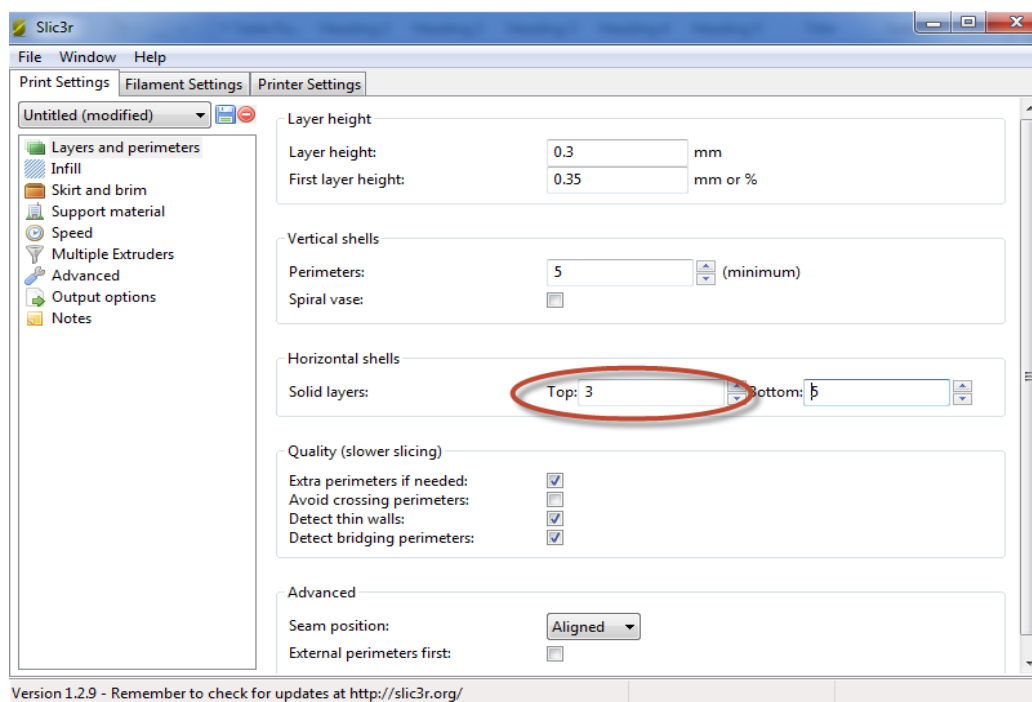 Slic3r
File Window Help
Print Settings Filament Settings Printer Settings
Untitled (modified)
Layers and perimeters
Infill
Skirt and brim
Support material
Speed
Multiple Extruders
Advanced
Output options
Notes
Layer height
Layer height: 0.3 mm
First layer height: 0.35 mm or %
Vertical shells
Perimeters: 5 (minimum)
Spiral vase:
Horizontal shells
Solid layers: Top: 3 Bottom: 5
Quality (slower slicing)
Extra perimeters if needed:
Avoid crossing perimeters:
Detect thin walls:
Detect bridging perimeters:
Advanced
Seam position: Aligned
External perimeters first:
Version 1.2.9 - Remember to check for updates at http://slic3r.org/